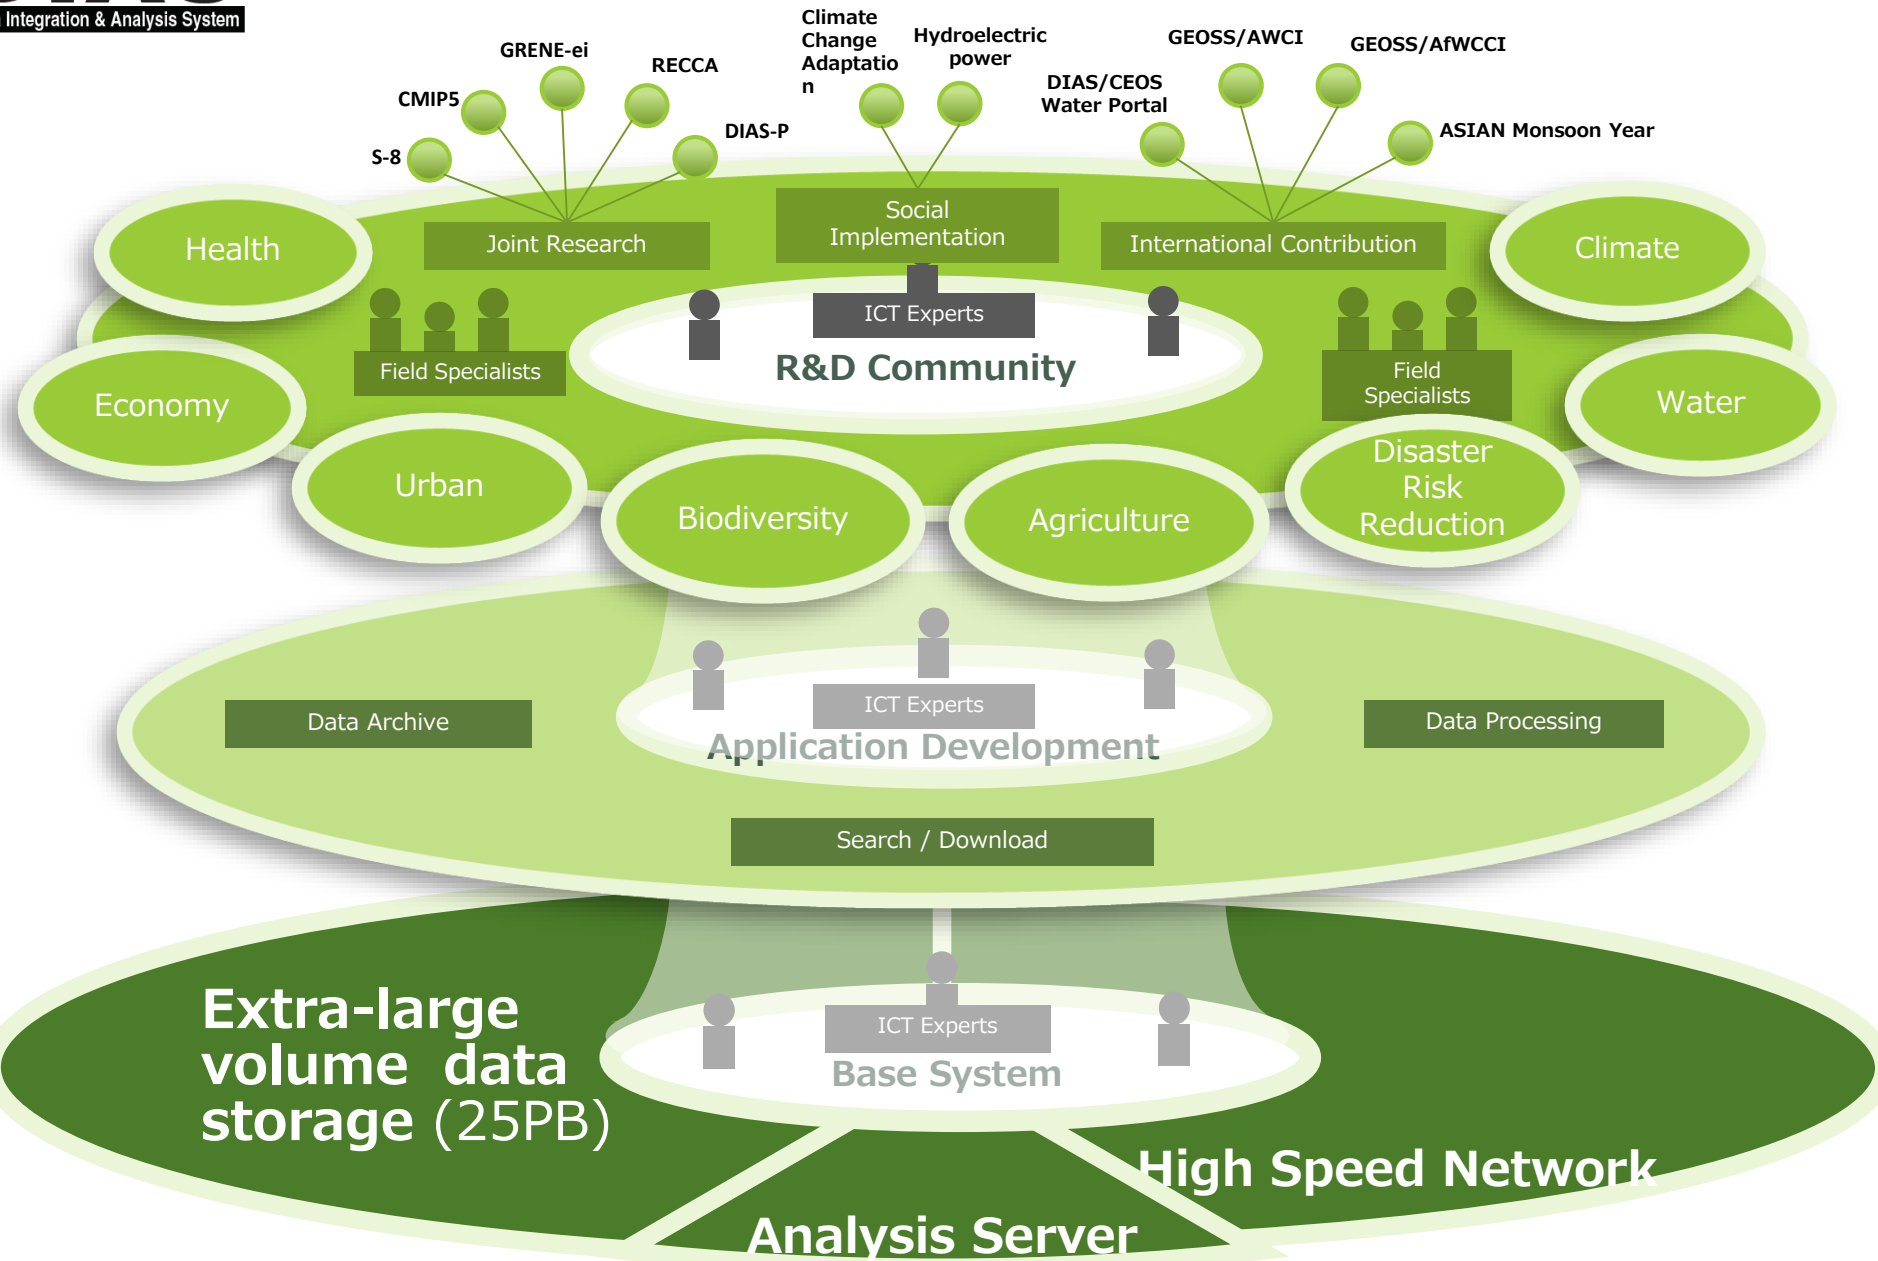 Integration & Analysis System
GRENE-ei
RECCA
CMIP5
S-8
DIAS-P
Climate
Change
Adaptatio
n
Hydroelectric
power
DIAS/CEOS
Water Portal
GEOSS/AWCI
GEOSS/AfWCCI
ASIAN Monsoon Year
Health
Joint Research
Social
Implementation
International Contribution
Climate
ICT Experts
R&D Community
Field Specialists
Field
Specialists
Economy
Water
Urban
Biodiversity
Agriculture
Disaster
Risk
Reduction
ICT Experts
Application Development
Data Archive
Data Processing
Search / Download
Extra-large
volume data
storage (25PB)
ICT Experts
Base System
High Speed Network
Analysis Server